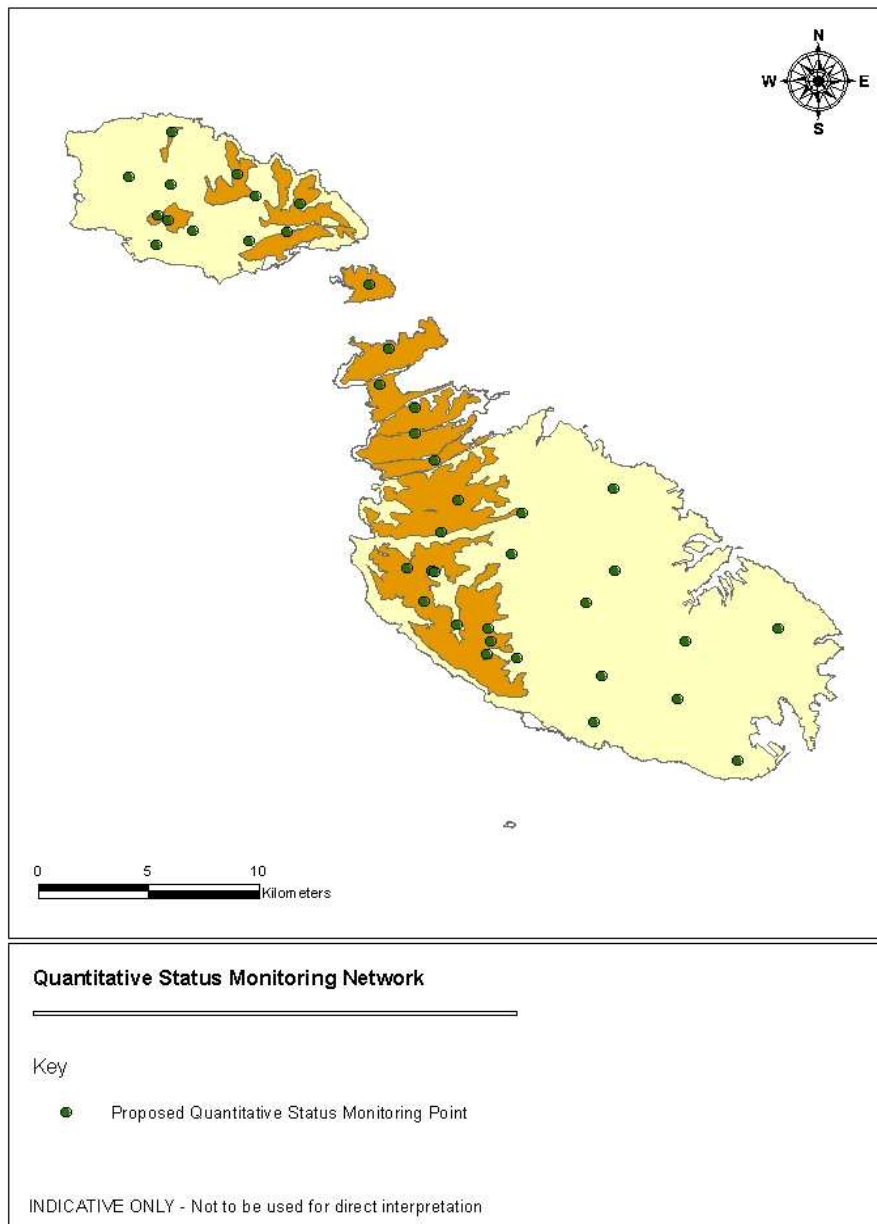 N
W E
S
0 5 10
Kilometers
Quantitative Status Monitoring Network
Key
Proposed Quantitative Status Monitoring Point
INDICATIVE ONLY - Not to be used for direct interpretation